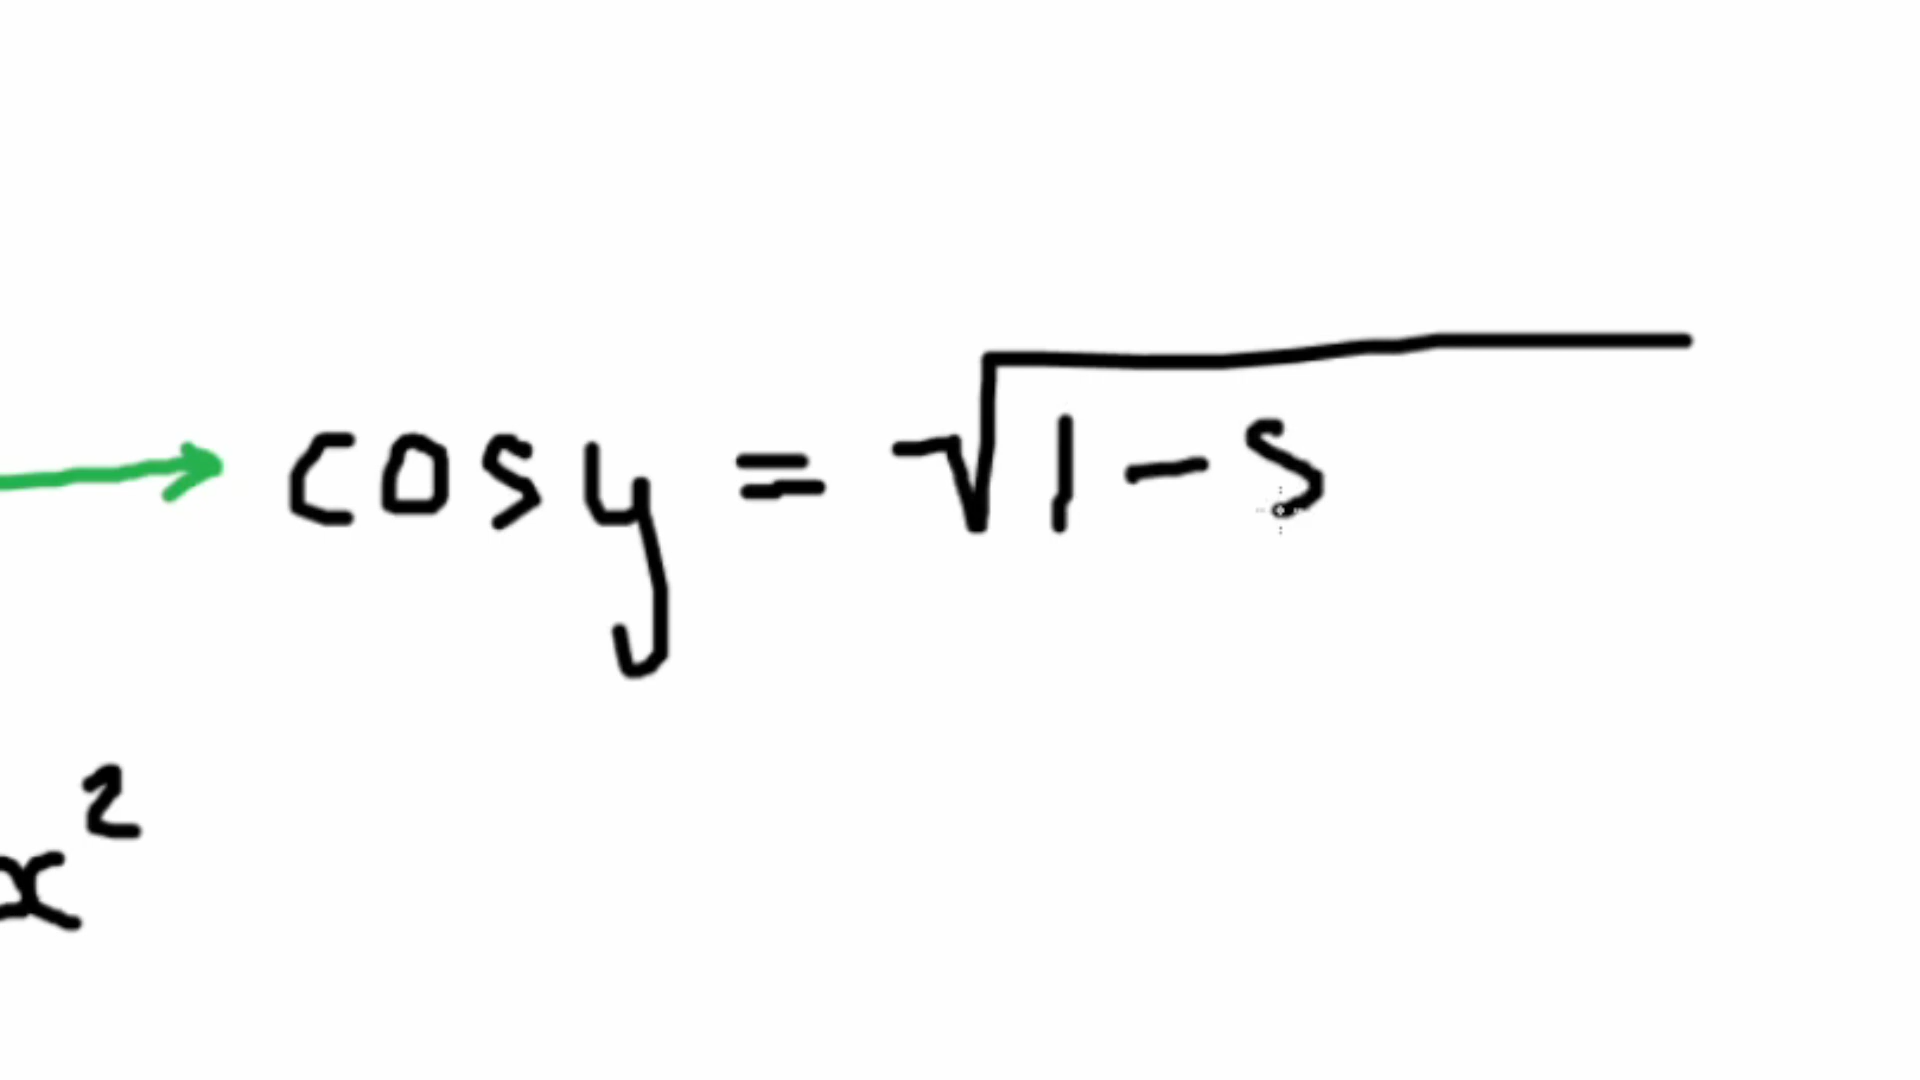 cos y = √1 - s
x²